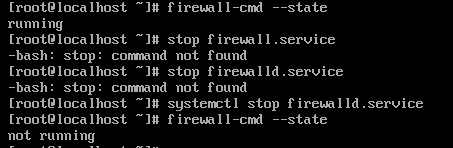 [root@localhost ~]# firewall-cmd --state
running
[root@localhost ~]# stop firewall.service
-bash: stop: command not found
[root@localhost ~]# stop firewalld.service
-bash: stop: command not found
[root@localhost ~]# systemctl stop firewalld.service
[root@localhost ~]# firewall-cmd --state
not running